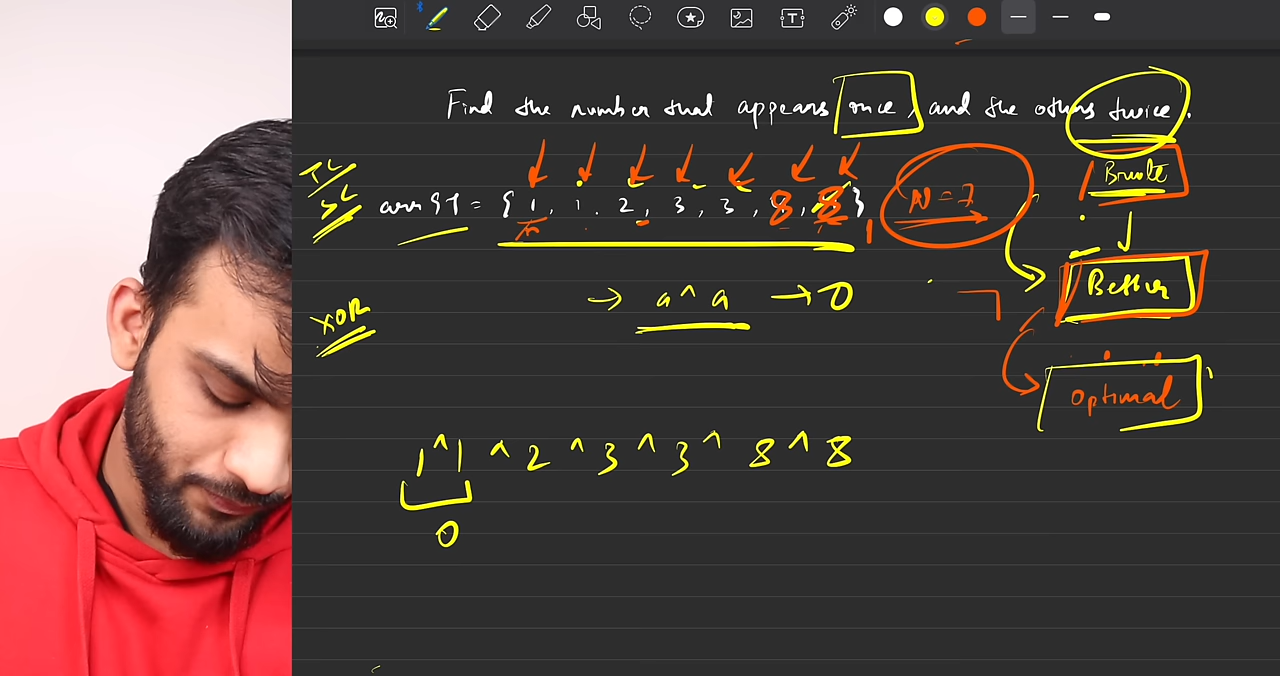 Find the number that appears once, and the others twice.
Brute
TC
SC
arr[] = { 1, 1, 2, 3, 3, 8, 8 }
N = 7
Better
→ a ^ a → 0
XOR
Optimal
1 ^ 1 ^ 2 ^ 3 ^ 3 ^ 8 ^ 8
0